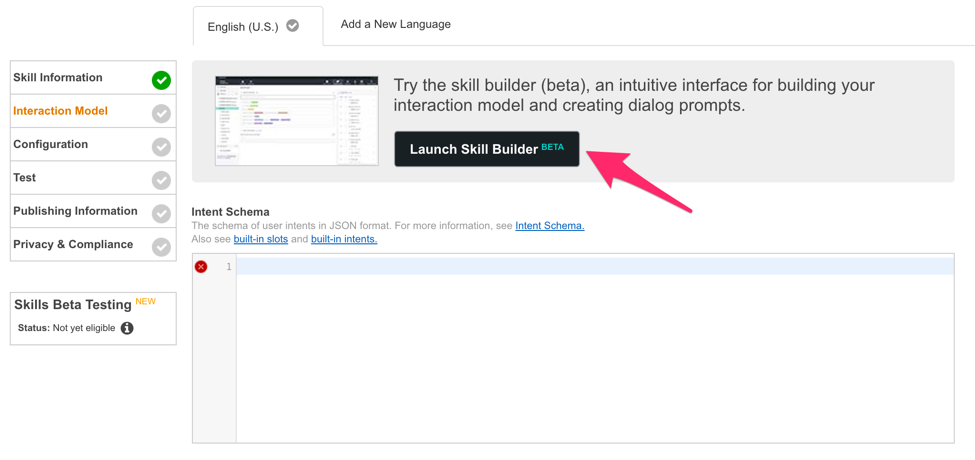 English (U.S.)
Add a New Language
Skill Information
Interaction Model
Configuration
Test
Publishing Information
Privacy & Compliance
Skills Beta Testing NEW
Status: Not yet eligible
Try the skill builder (beta), an intuitive interface for building your
interaction model and creating dialog prompts.
Launch Skill Builder BETA
Intent Schema
The schema of user intents in JSON format. For more information, see Intent Schema.
Also see built-in slots and built-in intents.
1